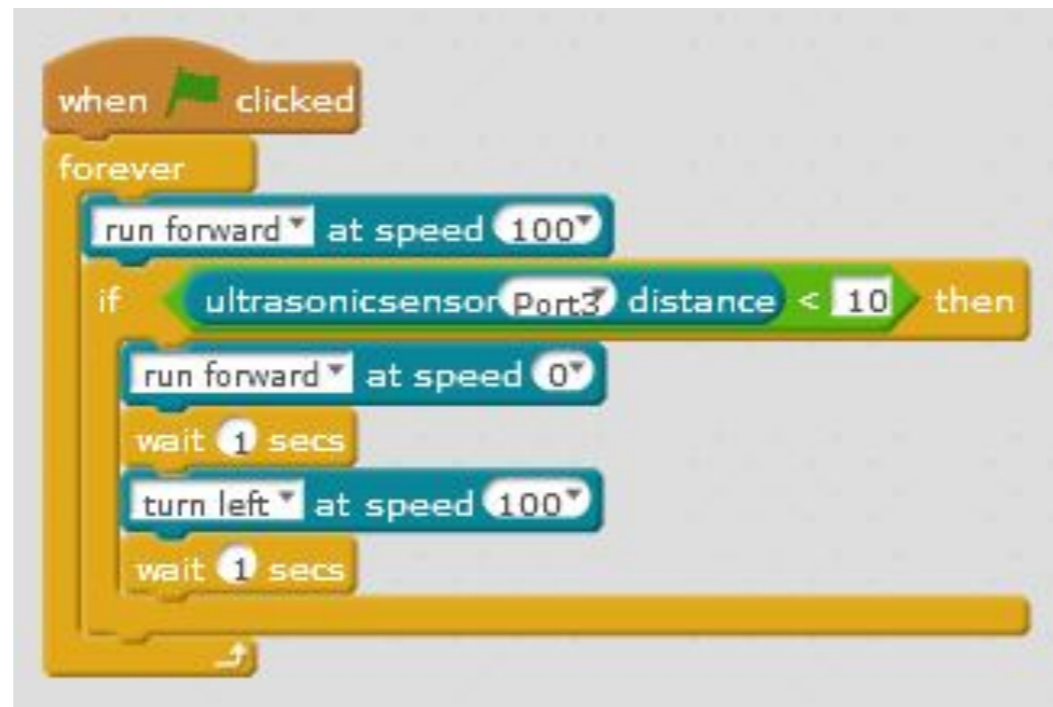 when clicked
forever
run forward at speed 100
if ultrasonicsensor Port3 distance < 10 then
run forward at speed 0
wait 1 secs
turn left at speed 100
wait 1 secs